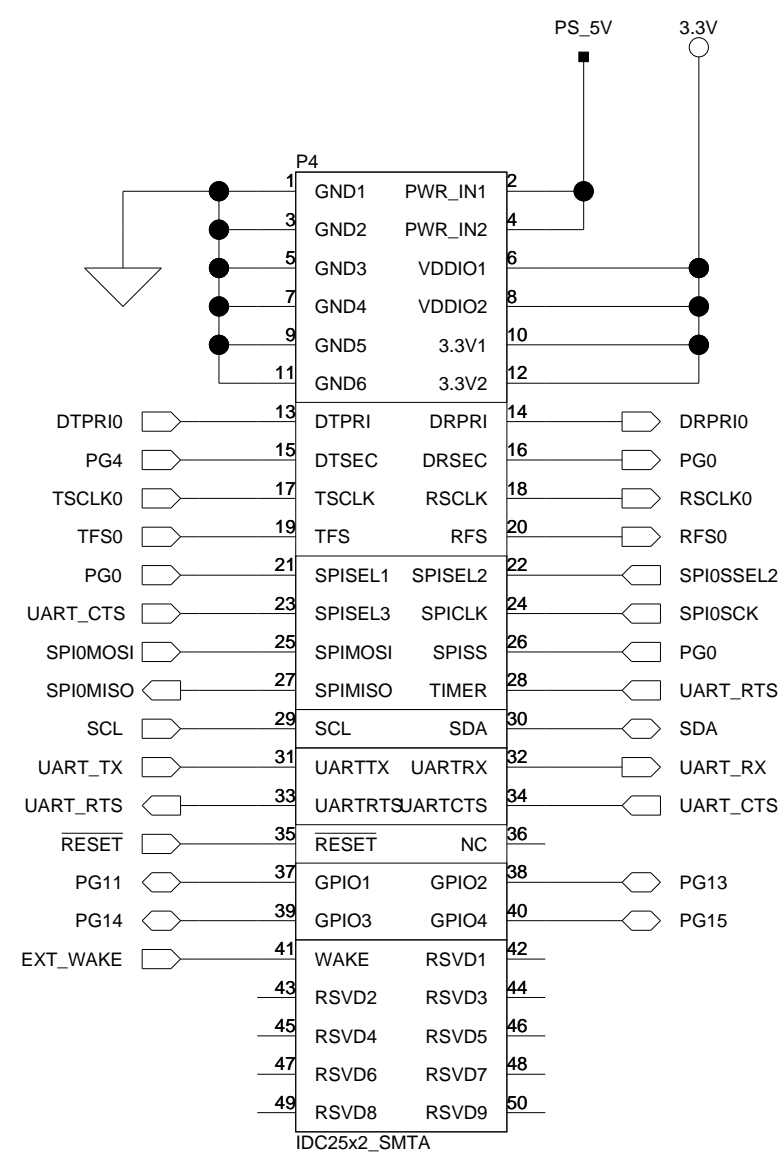 PS_5V 3.3V
P4
1 GND1 PWR_IN1 2
3 GND2 PWR_IN2 4
5 GND3 VDDIO1 6
7 GND4 VDDIO2 8
9 GND5 3.3V1 10
11 GND6 3.3V2 12
DTPRI0 13 DTPRI DRPRI 14 DRPRI0
PG4 15 DTSEC DRSEC 16 PG0
TSCLK0 17 TSCLK RSCLK 18 RSCLK0
TFS0 19 TFS RFS 20 RFS0
PG0 21 SPISEL1 SPISEL2 22 SPI0SSEL2
UART_CTS 23 SPISEL3 SPICLK 24 SPI0SCK
SPI0MOSI 25 SPIMOSI SPISS 26 PG0
SPI0MISO 27 SPIMISO TIMER 28 UART_RTS
SCL 29 SCL SDA 30 SDA
UART_TX 31 UARTTX UARTRX 32 UART_RX
UART_RTS 33 UARTRTS UARTCTS 34 UART_CTS
RESET 35 RESET NC 36
PG11 37 GPIO1 GPIO2 38 PG13
PG14 39 GPIO3 GPIO4 40 PG15
EXT_WAKE 41 WAKE RSVD1 42
43 RSVD2 RSVD3 44
45 RSVD4 RSVD5 46
47 RSVD6 RSVD7 48
49 RSVD8 RSVD9 50
IDC25x2_SMTA